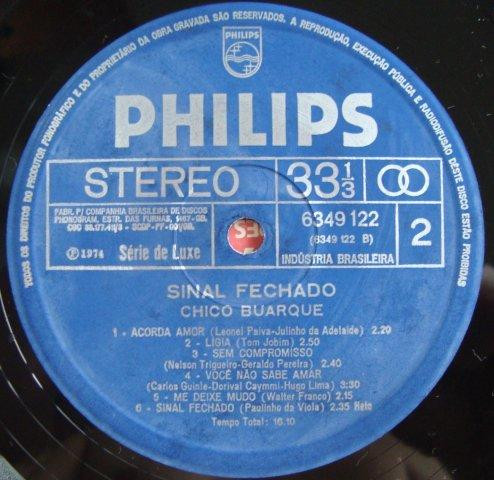 TODOS OS DIREITOS DO PRODUTOR FONOGRÁFICO E DO PROPRIETÁRIO DA OBRA GRAVADA SÃO RESERVADOS. A REPRODUÇÃO, EXECUÇÃO PÚBLICA E RADIODIFUSÃO DESTE DISCO ESTÃO PROIBIDAS
PHILIPS
PHILIPS
STEREO 33 1/3
FABR. P/ COMPANHIA BRASILEIRA DE DISCOS
PHONOGRAM, ESTR. DAS FURNAS,
6349 122
(6349 122 B)
2
℗ 1974 Série de Luxe
INDÚSTRIA BRASILEIRA
SINAL FECHADO
CHICO BUARQUE
1 - ACORDA AMOR (Leonel Paiva-Julinho da Adelaide) 2.20
2 - LIGIA (Tom Jobim) 2.50
3 - SEM COMPROMISSO
(Nelson Trigueiro-Geraldo Pereira) 2.40
4 - VOCÊ NÃO SABE AMAR
(Carlos Guinle-Dorival Caymmi-Hugo Lima) 3:30
5 - ME DEIXE MUDO (Walter Franco) 2.15
6 - SINAL FECHADO (Paulinho da Viola) 2.35 Neto
Tempo Total: 16.10